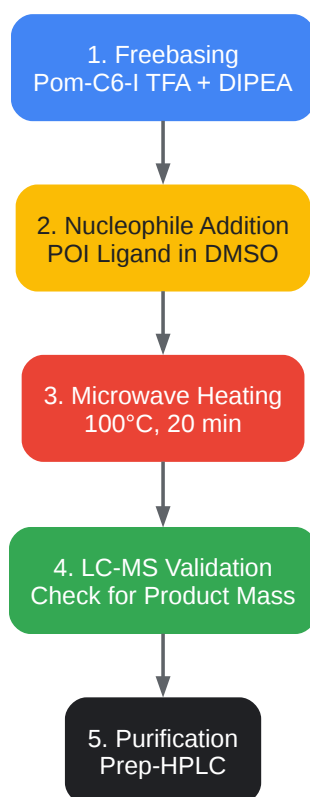 1. Freebasing
Pom-C6-I TFA + DIPEA
2. Nucleophile Addition
POI Ligand in DMSO
3. Microwave Heating
100°C, 20 min
4. LC-MS Validation
Check for Product Mass
5. Purification
Prep-HPLC